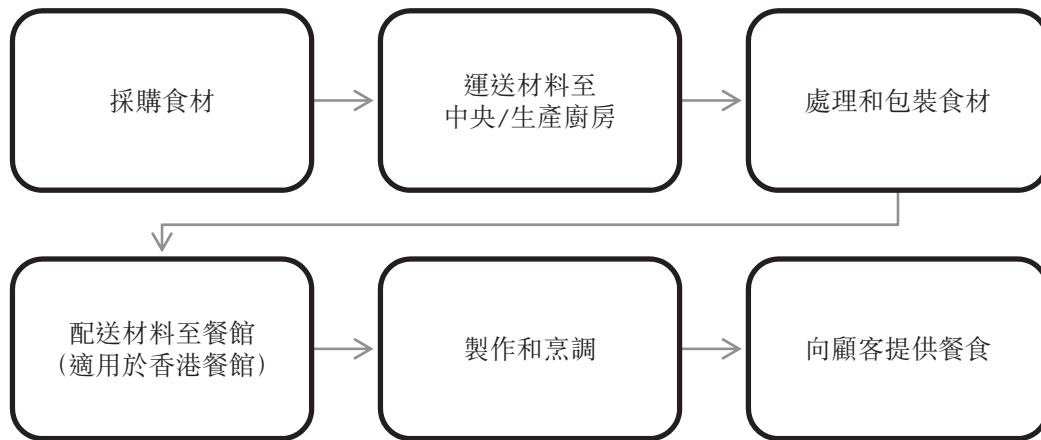 採購食材
運送材料至
中央/生產廚房
處理和包裝食材
配送材料至餐館
(適用於香港餐館)
製作和烹調
向顧客提供餐食